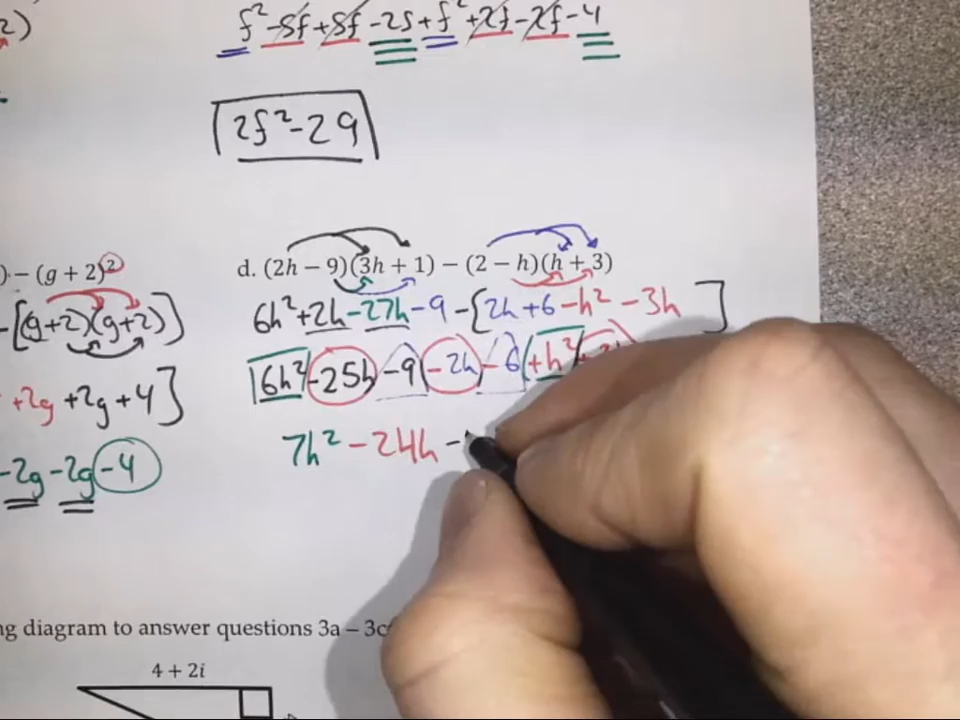 2)
f² -5f +5f -25 + f² +2f -2f -4
2f² - 29
) - (g + 2)²
-[(g+2)(g+2)]
+2g +2g + 4]
-2g -2g -4
d. (2h − 9)(3h + 1) − (2 − h)(h + 3)
6h² + 2h - 27h - 9 - [2h + 6 - h² - 3h]
6h² - 25h - 9 - 2h - 6 + h²
7h² - 24h -
ng diagram to answer questions 3a – 3c
4 + 2i